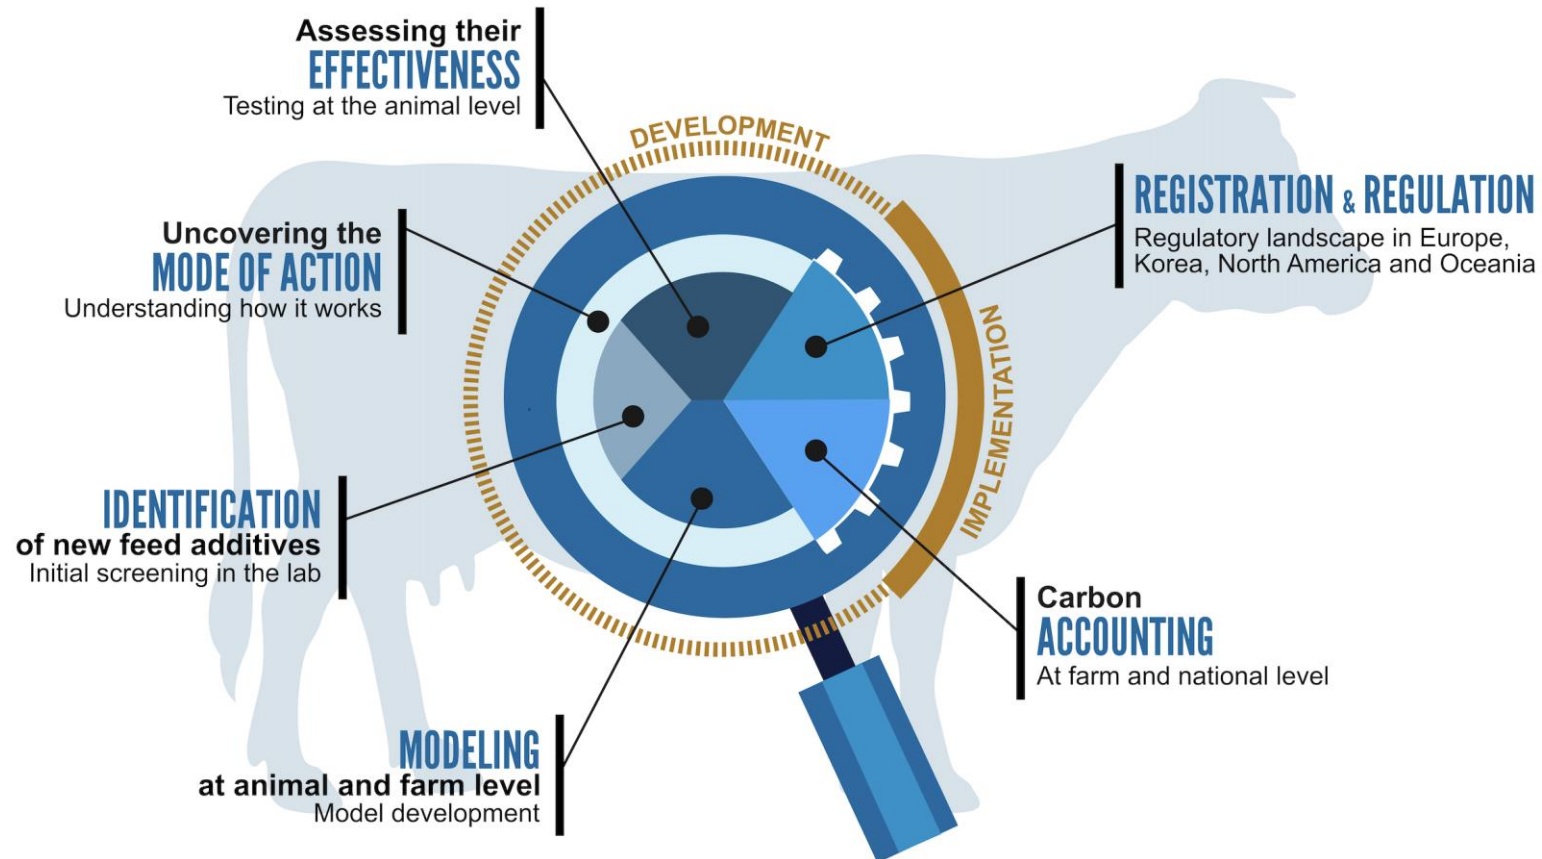 Assessing their
EFFECTIVENESS
Testing at the animal level
DEVELOPMENT
REGISTRATION & REGULATION
Regulatory landscape in Europe,
Korea, North America and Oceania
Uncovering the
MODE OF ACTION
Understanding how it works
IMPLEMENTATION
IDENTIFICATION
of new feed additives
Initial screening in the lab
Carbon
ACCOUNTING
At farm and national level
MODELING
at animal and farm level
Model development